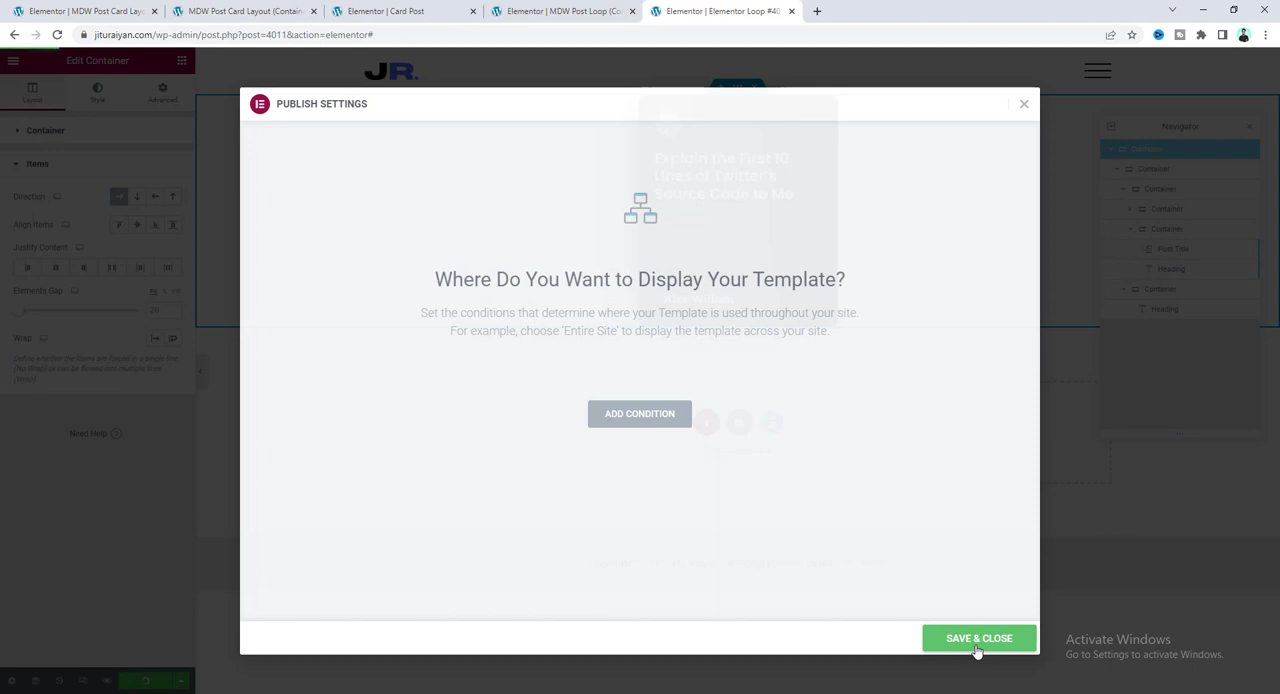 Elementor | MDW Post Card Layo
MDW Post Card Layout (Containe
Elementor | Card Post
Elementor | MDW Post Loop (Co
Elementor | Elementor Loop #40
jituraiyan.com/wp-admin/post.php?post=4011&action=elementor#
Edit Container
JR.
Layout
Style
Advanced
PUBLISH SETTINGS
Container
Navigator
Items
Container
Explain the First 10
Lines of Twitter's
Source Code to Me
Container
Direction
Container
Container
Align Items
Container
Justify Content
Post Title
Heading
Where Do You Want to Display Your Template?
Elements Gap
Container
20
Heading
Set the conditions that determine where your Template is used throughout your site.
For example, choose 'Entire Site' to display the template across your site.
Wrap
Define whether the items are forced in a single line
(No Wrap) or can be flowed into multiple lines
(Wrap)
ADD CONDITION
Need Help
SAVE & CLOSE
Activate Windows
Go to Settings to activate Windows.